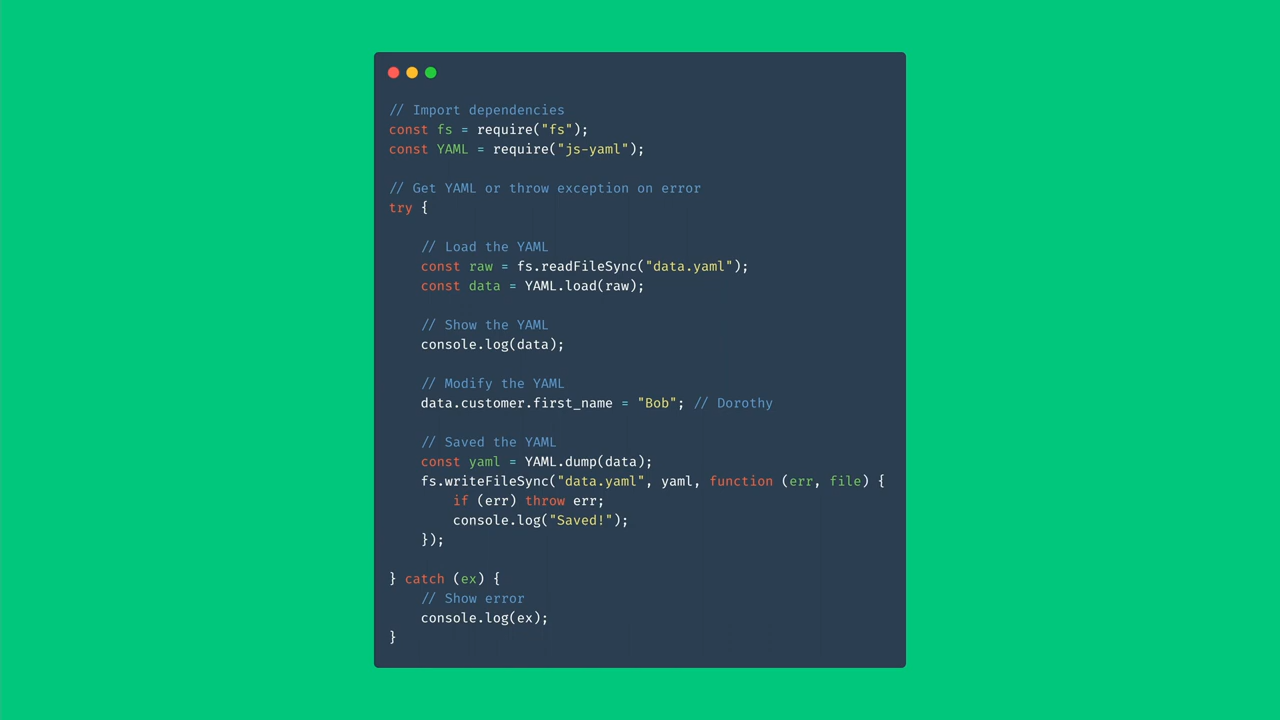 // Import dependencies
const fs = require("fs");
const YAML = require("js-yaml");
// Get YAML or throw exception on error
try {
// Load the YAML
const raw = fs.readFileSync("data.yaml");
const data = YAML.load(raw);
// Show the YAML
console.log(data);
// Modify the YAML
data.customer.first_name = "Bob"; // Dorothy
// Saved the YAML
const yaml = YAML.dump(data);
fs.writeFileSync("data.yaml", yaml, function (err, file) {
if (err) throw err;
console.log("Saved!");
});
} catch (ex) {
// Show error
console.log(ex);
}